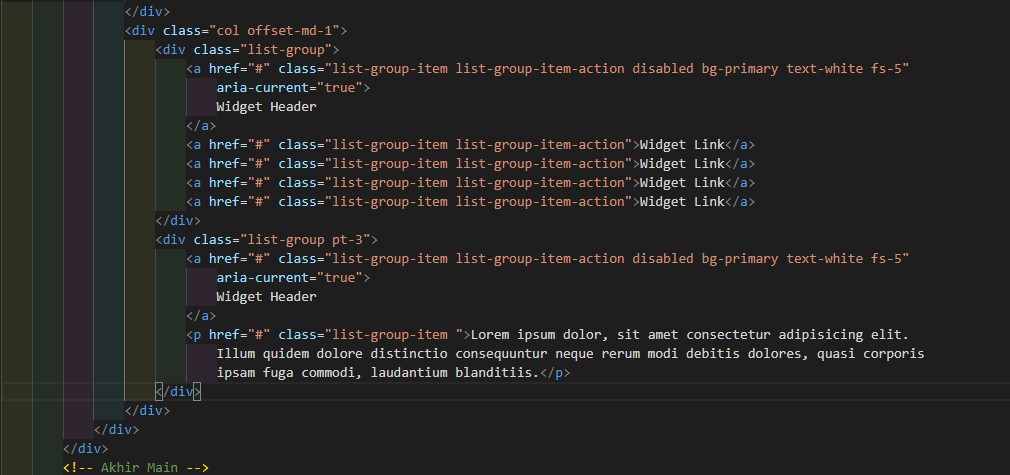 </div>
<div class="col offset-md-1">
<div class="list-group">
<a href="#" class="list-group-item list-group-item-action disabled bg-primary text-white fs-5"
aria-current="true">
Widget Header
</a>
<a href="#" class="list-group-item list-group-item-action">Widget Link</a>
<a href="#" class="list-group-item list-group-item-action">Widget Link</a>
<a href="#" class="list-group-item list-group-item-action">Widget Link</a>
<a href="#" class="list-group-item list-group-item-action">Widget Link</a>
</div>
<div class="list-group pt-3">
<a href="#" class="list-group-item list-group-item-action disabled bg-primary text-white fs-5"
aria-current="true">
Widget Header
</a>
<p href="#" class="list-group-item ">Lorem ipsum dolor, sit amet consectetur adipisicing elit.
Illum quidem dolore distinctio consequuntur neque rerum modi debitis dolores, quasi corporis
ipsam fuga commodi, laudantium blanditiis.</p>
</div>
</div>
</div>
</div>
<!-- Akhir Main -->